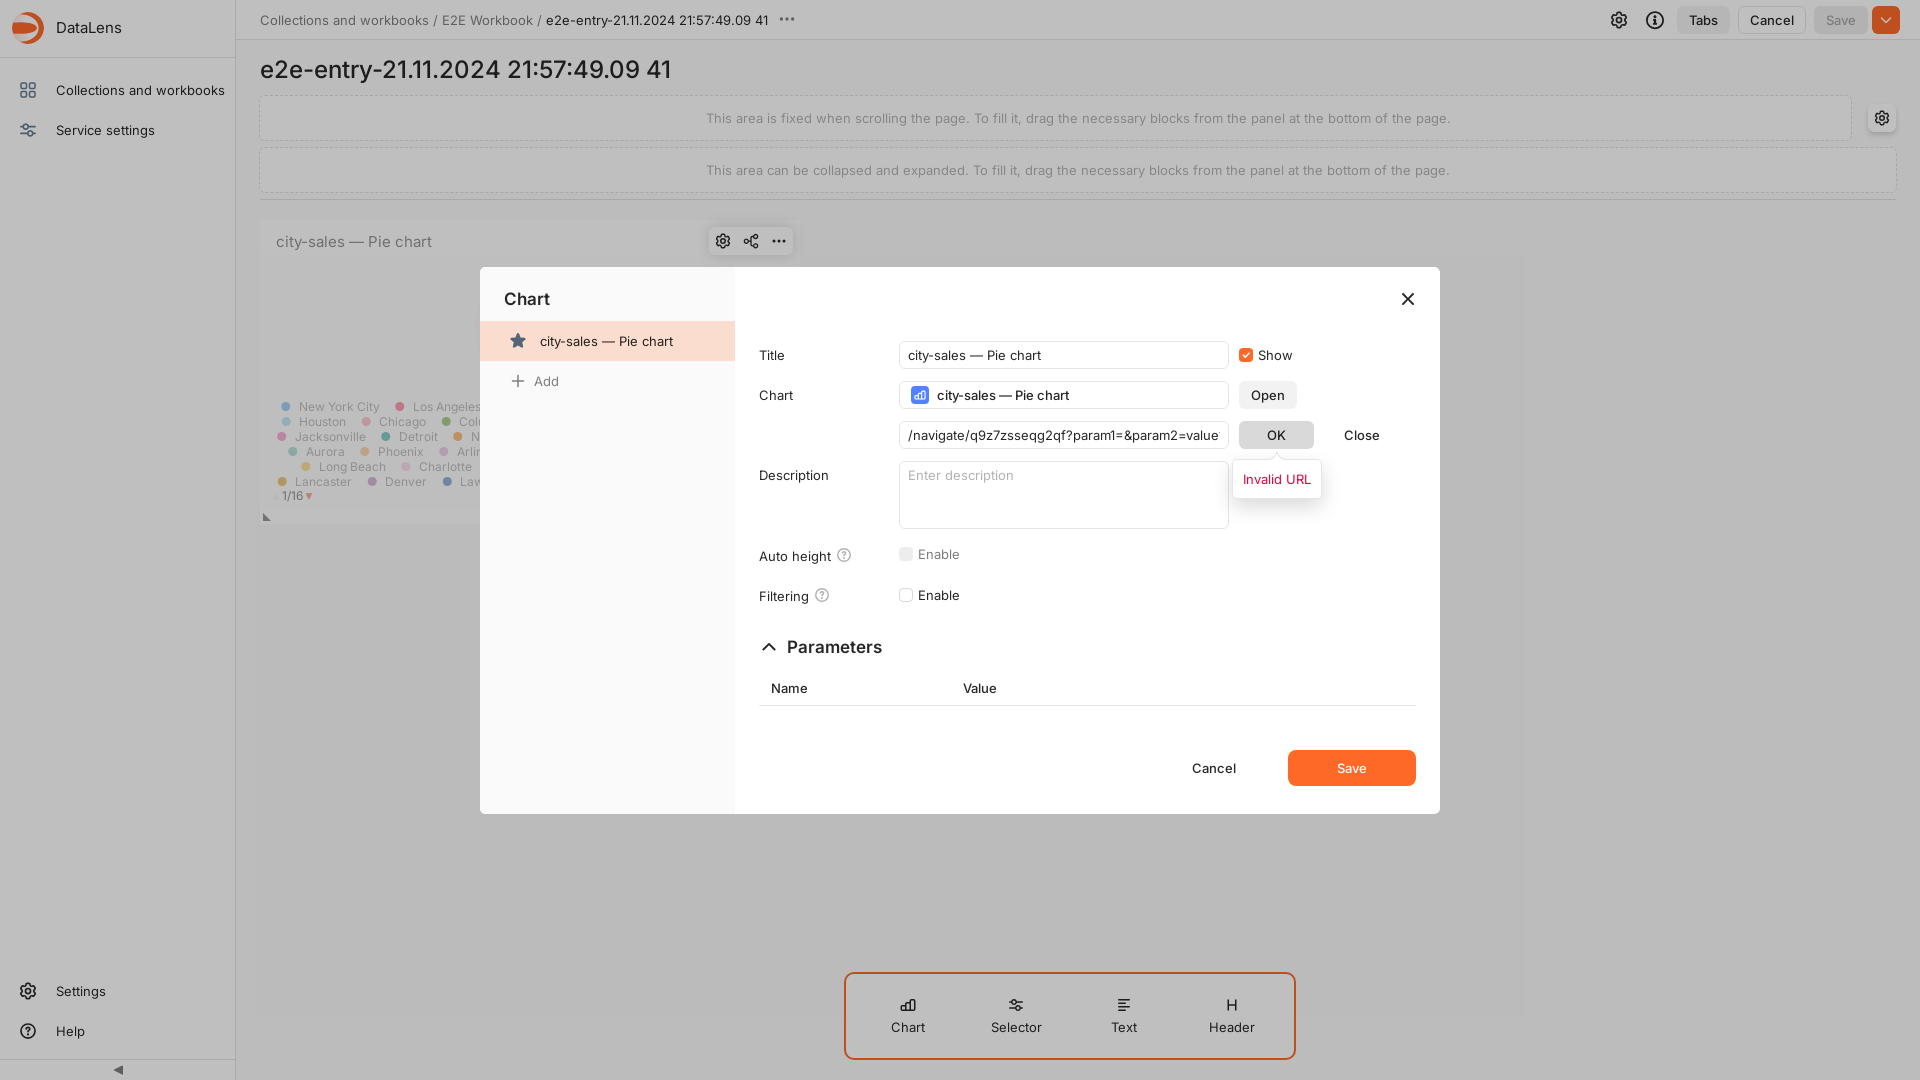 DataLens
Collections and workbooks / E2E Workbook / e2e-entry-21.11.2024 21:57:49.09 41
Tabs
Cancel
Save
Collections and workbooks
Service settings
e2e-entry-21.11.2024 21:57:49.09 41
This area is fixed when scrolling the page. To fill it, drag the necessary blocks from the panel at the bottom of the page.
This area can be collapsed and expanded. To fill it, drag the necessary blocks from the panel at the bottom of the page.
city-sales — Pie chart
New York City Los Angeles
Houston Chicago
Jacksonville Detroit
Aurora Phoenix
Long Beach Charlotte
Lancaster Denver
1/16
Chart
city-sales — Pie chart
Add
Title
city-sales — Pie chart
Show
Chart
city-sales — Pie chart
Open
/navigate/q9z7zsseqg2qf?param1=&param2=value
OK
Close
Invalid URL
Description
Enter description
Auto height
Enable
Filtering
Enable
Parameters
Name Value
Cancel
Save
Chart
Selector
Text
H
Header
Settings
Help